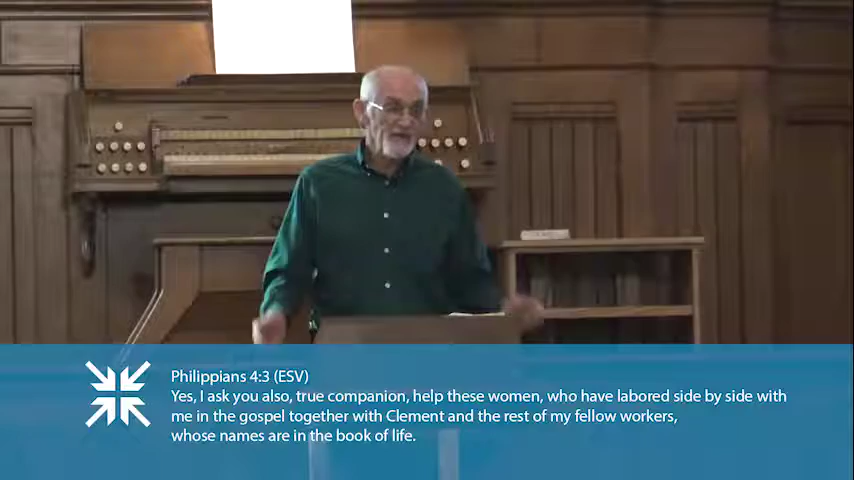 Philippians 4:3 (ESV)
Yes, I ask you also, true companion, help these women, who have labored side by side with
me in the gospel together with Clement and the rest of my fellow workers,
whose names are in the book of life.